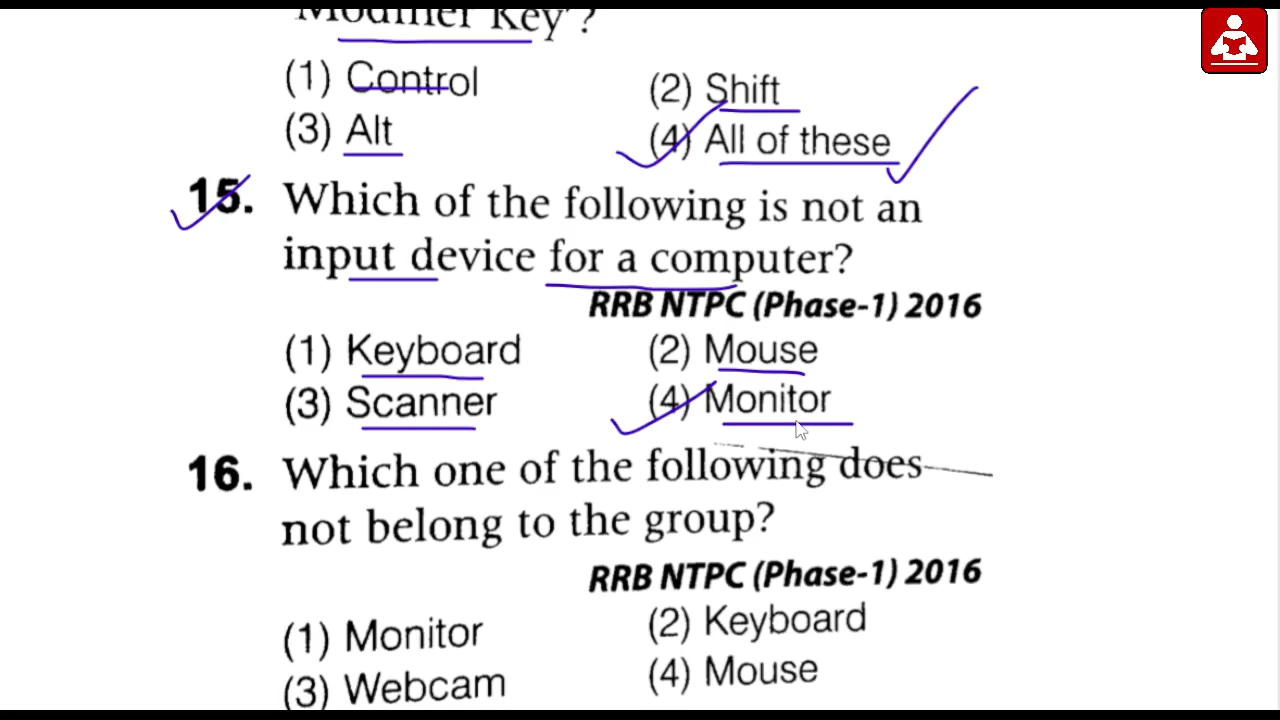 Modifier Key'?
(1) Control (2) Shift
(3) Alt (4) All of these
15. Which of the following is not an
input device for a computer?
RRB NTPC (Phase-1) 2016
(1) Keyboard (2) Mouse
(3) Scanner (4) Monitor
16. Which one of the following does
not belong to the group?
RRB NTPC (Phase-1) 2016
(1) Monitor (2) Keyboard
(3) Webcam (4) Mouse